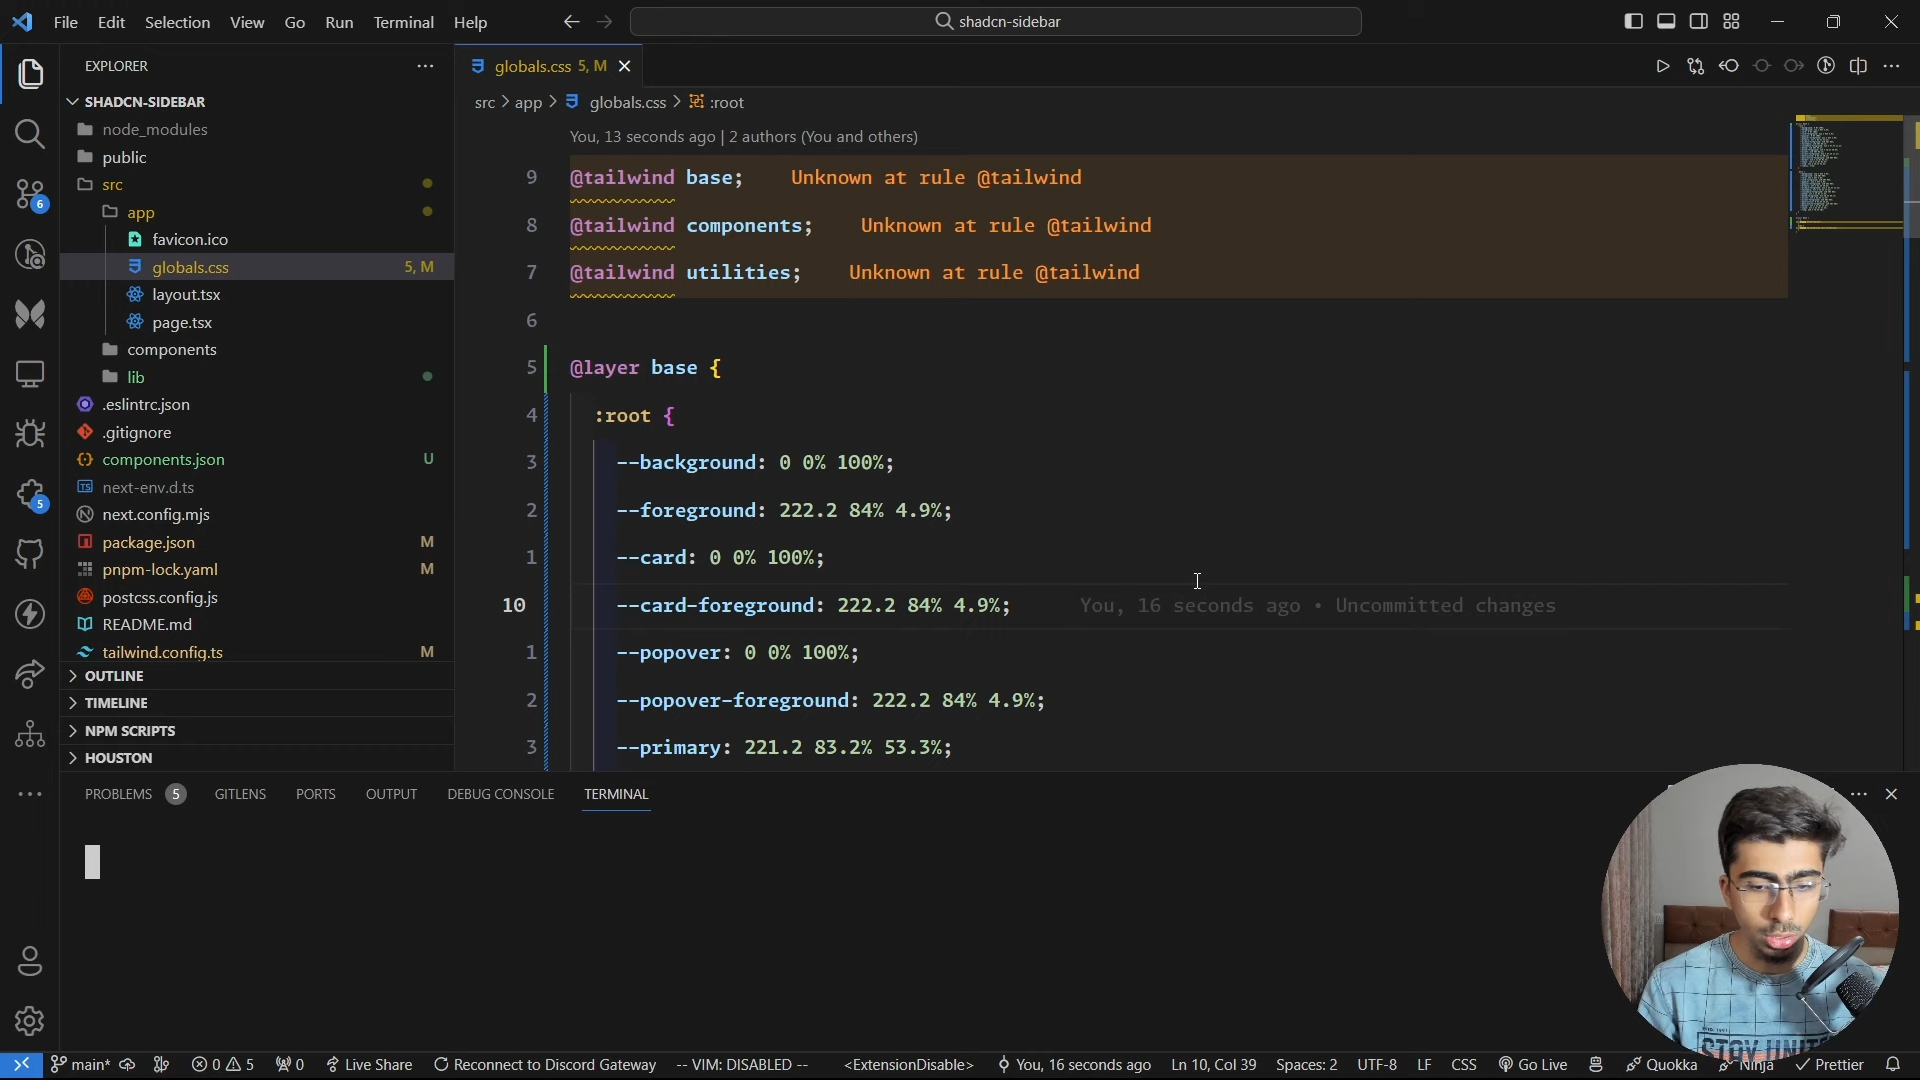 File Edit Selection View Go Run Terminal Help
shadcn-sidebar
EXPLORER
SHADCN-SIDEBAR
node_modules
public
src
app
favicon.ico
globals.css 5, M
layout.tsx
page.tsx
components
lib
.eslintrc.json
.gitignore
components.json U
next-env.d.ts
next.config.mjs
package.json M
pnpm-lock.yaml M
postcss.config.js
README.md
tailwind.config.ts M
OUTLINE
TIMELINE
NPM SCRIPTS
HOUSTON
6
5
globals.css 5, M
src > app > globals.css > :root
You, 13 seconds ago | 2 authors (You and others)
9 @tailwind base; Unknown at rule @tailwind
8 @tailwind components; Unknown at rule @tailwind
7 @tailwind utilities; Unknown at rule @tailwind
6
5 @layer base {
4 :root {
3 --background: 0 0% 100%;
2 --foreground: 222.2 84% 4.9%;
1 --card: 0 0% 100%;
10 --card-foreground: 222.2 84% 4.9%; You, 16 seconds ago • Uncommitted changes
1 --popover: 0 0% 100%;
2 --popover-foreground: 222.2 84% 4.9%;
3 --primary: 221.2 83.2% 53.3%;
PROBLEMS 5 GITLENS PORTS OUTPUT DEBUG CONSOLE TERMINAL
main* 0 5 0 Live Share Reconnect to Discord Gateway -- VIM: DISABLED -- <ExtensionDisable> You, 16 seconds ago Ln 10, Col 39 Spaces: 2 UTF-8 LF CSS Go Live Quokka Ninja Prettier